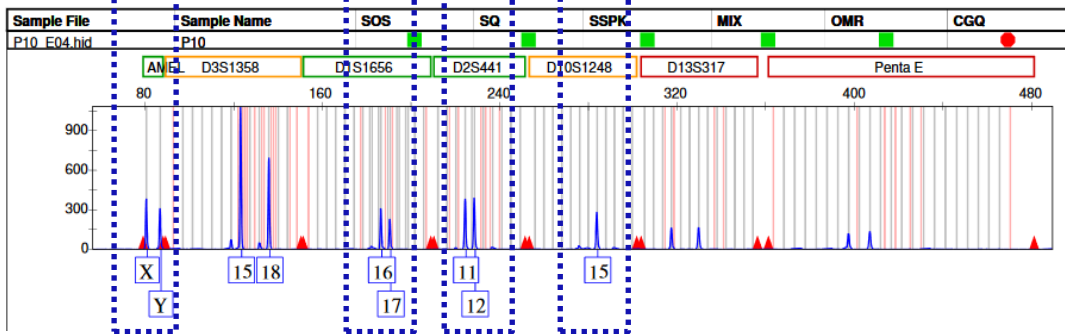 Sample File Sample Name SOS SQ SSPK MIX OMR CGQ
P10_E04.hid P10
AMEL D3S1358 D1S1656 D2S441 D10S1248 D13S317 Penta E
80 160 240 320 400 480
900
600
300
0
X 15 18 16 11 15
Y 17 12